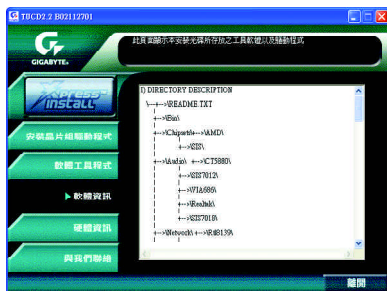 TUCD2.2 B02112701
GIGABYTE
此頁面顯示本安裝光碟所存放之工具軟體以及驅動程式
Xpress™
install
安裝晶片組驅動程式
軟體工具程式
軟體資訊
硬體資訊
與我們聯絡
1) DIRECTORY DESCRIPTION
\--+-->\README.TXT
+-->\Bin\
+-->\Chipset\+-->\AMD\
+-->\SIS\
+-->\Audio\ +-->\CT5880\
+-->\SIS7012\
+-->\VIA686\
+-->\Realtek\
+-->\SIS7018\
+-->\Network\ +-->\Rtl8139\
離開